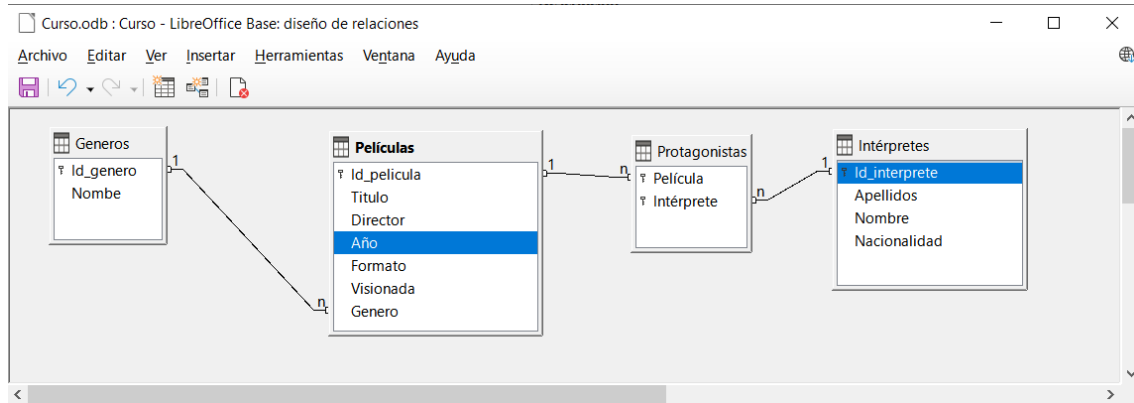 Curso.odb : Curso - LibreOffice Base: diseño de relaciones
Archivo Editar Ver Insertar Herramientas Ventana Ayuda
Generos
Id_genero
Nombe
1
n
Películas
Id_pelicula
Titulo
Director
Año
Formato
Visionada
Genero
1
n
Protagonistas
Película
Intérprete
n
1
Intérpretes
Id_interprete
Apellidos
Nombre
Nacionalidad